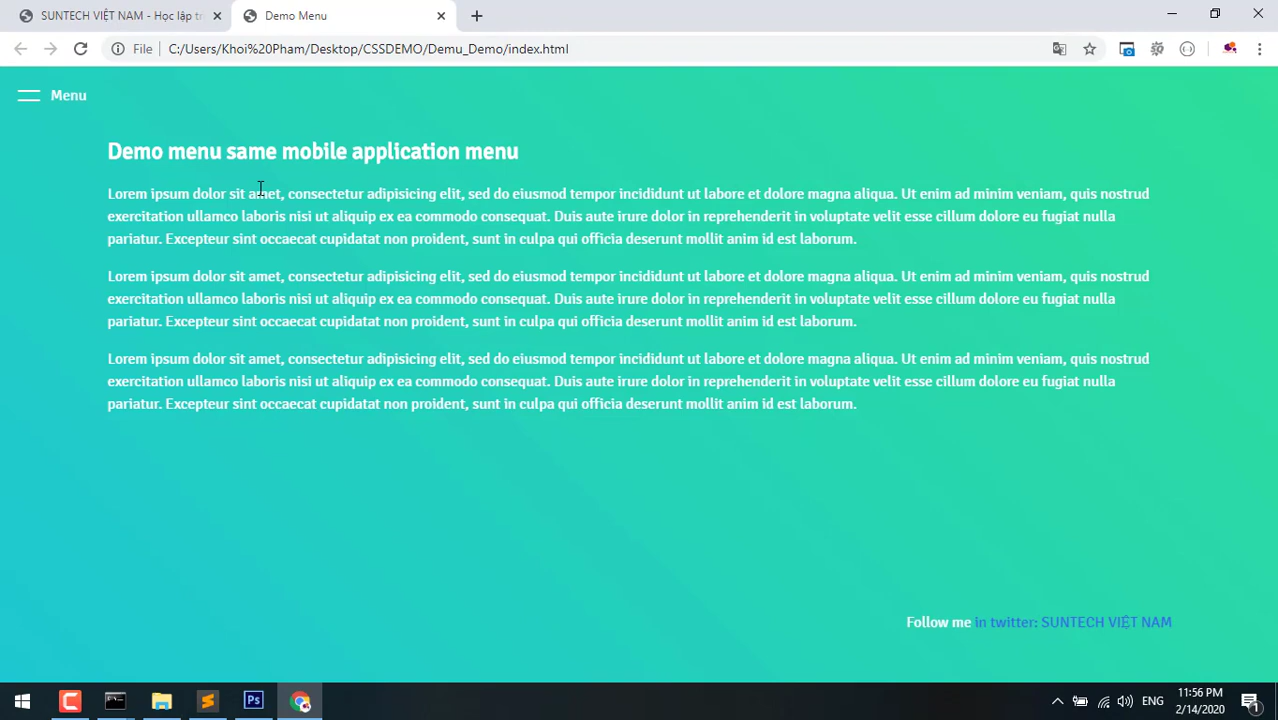 SUNTECH VIỆT NAM - Học lập tr
Demo Menu
File
C:/Users/Khoi%20Pham/Desktop/CSSDEMO/Demu_Demo/index.html
Menu
Demo menu same mobile application menu
Lorem ipsum dolor sit amet, consectetur adipisicing elit, sed do eiusmod tempor incididunt ut labore et dolore magna aliqua. Ut enim ad minim veniam, quis nostrud
exercitation ullamco laboris nisi ut aliquip ex ea commodo consequat. Duis aute irure dolor in reprehenderit in voluptate velit esse cillum dolore eu fugiat nulla
pariatur. Excepteur sint occaecat cupidatat non proident, sunt in culpa qui officia deserunt mollit anim id est laborum.
Lorem ipsum dolor sit amet, consectetur adipisicing elit, sed do eiusmod tempor incididunt ut labore et dolore magna aliqua. Ut enim ad minim veniam, quis nostrud
exercitation ullamco laboris nisi ut aliquip ex ea commodo consequat. Duis aute irure dolor in reprehenderit in voluptate velit esse cillum dolore eu fugiat nulla
pariatur. Excepteur sint occaecat cupidatat non proident, sunt in culpa qui officia deserunt mollit anim id est laborum.
Lorem ipsum dolor sit amet, consectetur adipisicing elit, sed do eiusmod tempor incididunt ut labore et dolore magna aliqua. Ut enim ad minim veniam, quis nostrud
exercitation ullamco laboris nisi ut aliquip ex ea commodo consequat. Duis aute irure dolor in reprehenderit in voluptate velit esse cillum dolore eu fugiat nulla
pariatur. Excepteur sint occaecat cupidatat non proident, sunt in culpa qui officia deserunt mollit anim id est laborum.
Follow me in twitter: SUNTECH VIỆT NAM
Ps
ENG
11:56 PM
2/14/2020
1